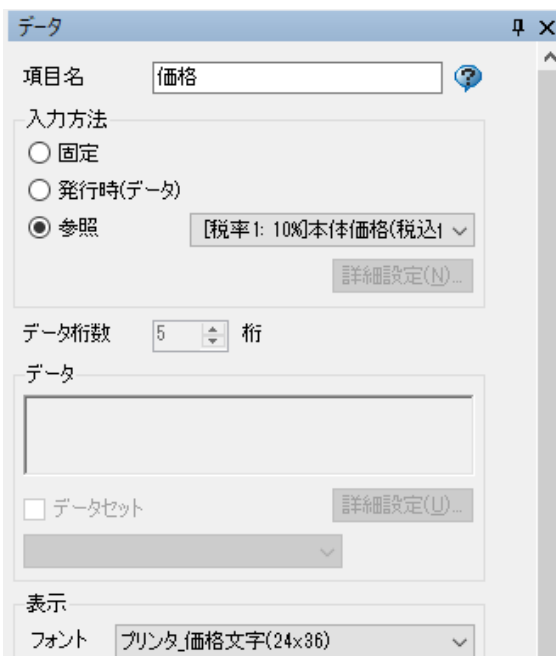 データ
項目名 価格
入力方法
固定
発行時(データ)
参照 [税率1: 10%]本体価格(税込
詳細設定(N)...
データ桁数 5 桁
データ
データセット 詳細設定(U)...
表示
フォント プリンタ_価格文字(24x36)